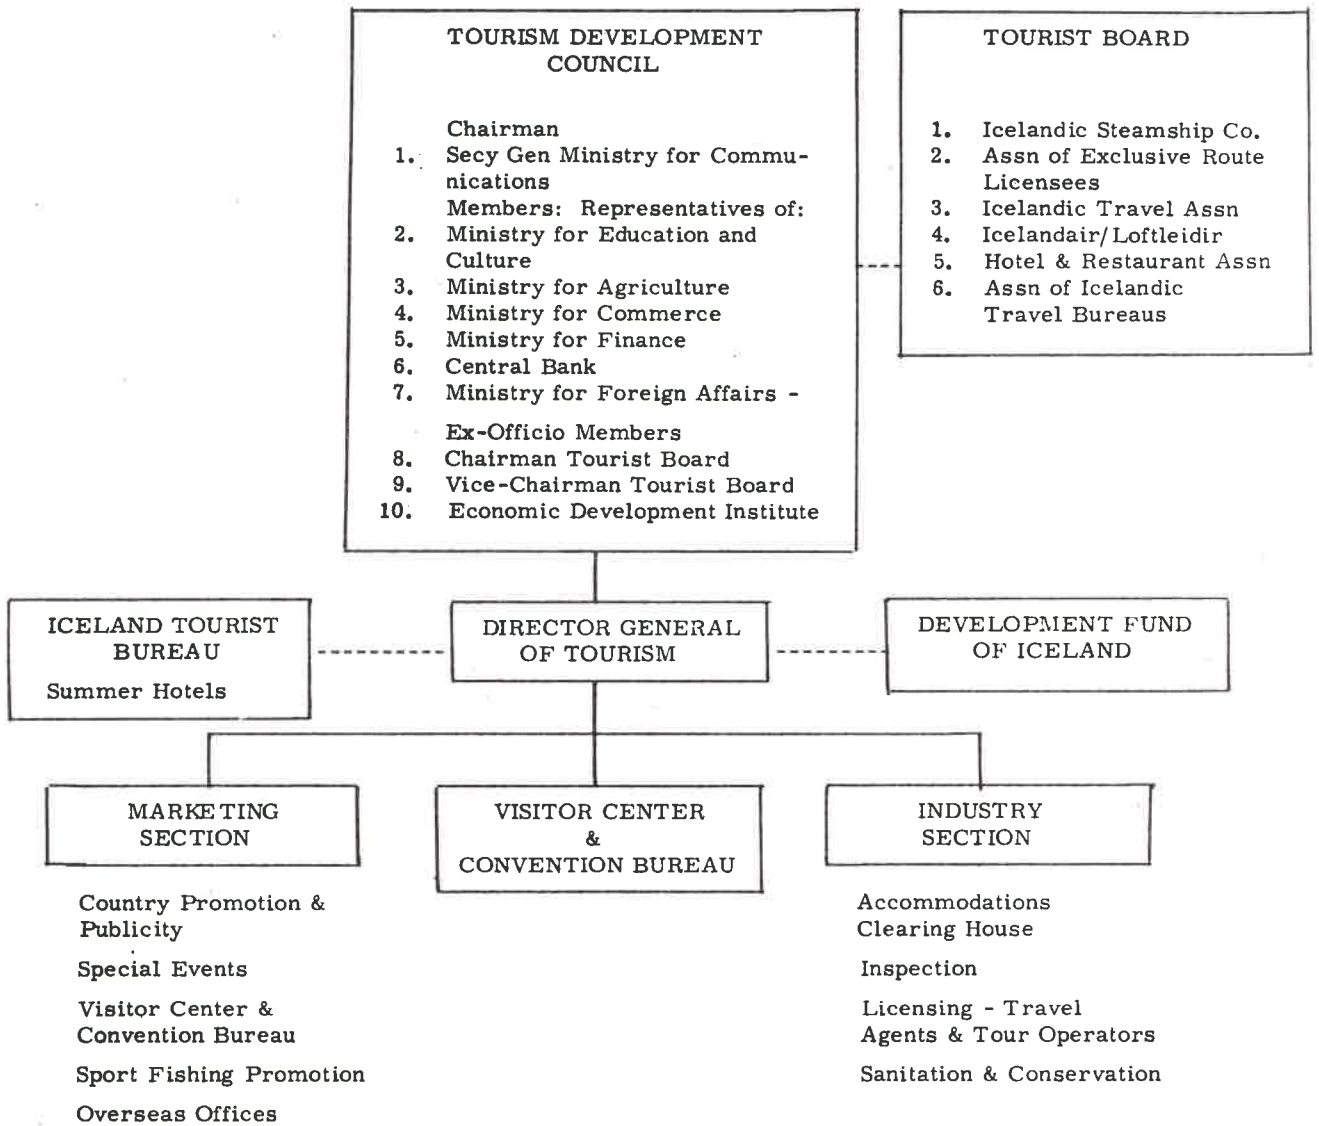 TOURISM DEVELOPMENT
COUNCIL
Chairman
1. Secy Gen Ministry for Commu-
nications
Members: Representatives of:
2. Ministry for Education and
Culture
3. Ministry for Agriculture
4. Ministry for Commerce
5. Ministry for Finance
6. Central Bank
7. Ministry for Foreign Affairs -
Ex-Officio Members
8. Chairman Tourist Board
9. Vice-Chairman Tourist Board
10. Economic Development Institute
TOURIST BOARD
1. Icelandic Steamship Co.
2. Assn of Exclusive Route
Licensees
3. Icelandic Travel Assn
4. Icelandair/Loftleidir
5. Hotel & Restaurant Assn
6. Assn of Icelandic
Travel Bureaus
ICELAND TOURIST
BUREAU
Summer Hotels
DIRECTOR GENERAL
OF TOURISM
DEVELOPMENT FUND
OF ICELAND
MARKETING
SECTION
Country Promotion &
Publicity
Special Events
Visitor Center &
Convention Bureau
Sport Fishing Promotion
Overseas Offices
VISITOR CENTER
&
CONVENTION BUREAU
INDUSTRY
SECTION
Accommodations
Clearing House
Inspection
Licensing - Travel
Agents & Tour Operators
Sanitation & Conservation